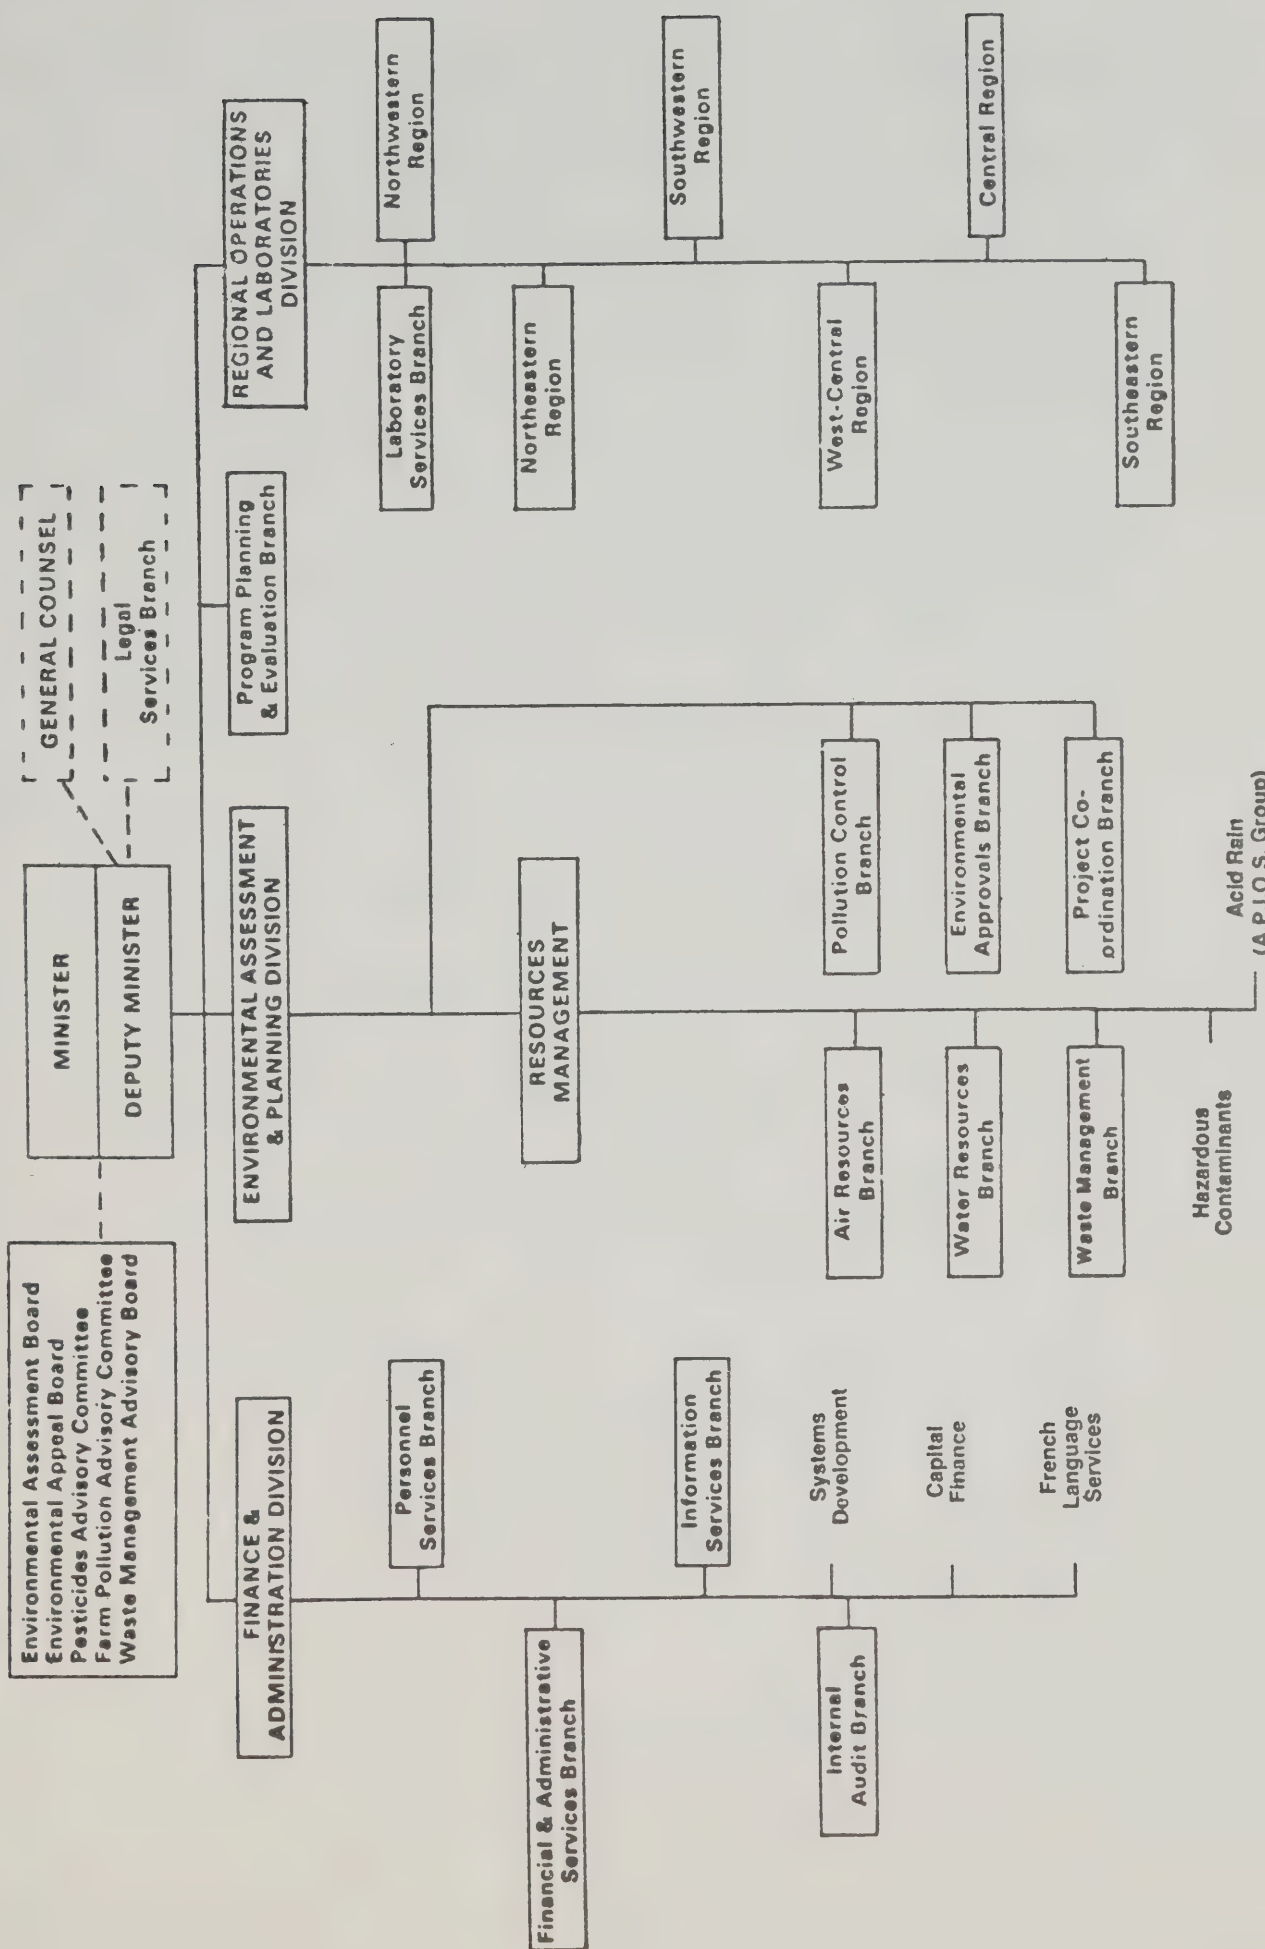 Environmental Assessment Board
Environmental Appeal Board
Pesticides Advisory Committee
Farm Pollution Advisory Committee
Waste Management Advisory Board
MINISTER
DEPUTY MINISTER
GENERAL COUNSEL
Legal
Services Branch
FINANCE &
ADMINISTRATION DIVISION
ENVIRONMENTAL ASSESSMENT
& PLANNING DIVISION
Program Planning
& Evaluation Branch
REGIONAL OPERATIONS
AND LABORATORIES
DIVISION
Personnel
Services Branch
Financial & Administrative
Services Branch
Information
Services Branch
Internal
Audit Branch
Systems
Development
Capital
Finance
French
Language
Services
RESOURCES
MANAGEMENT
Air Resources
Branch
Water Resources
Branch
Waste Management
Branch
Hazardous
Contaminants
Pollution Control
Branch
Environmental
Approvals Branch
Project Co-
ordination Branch
Acid Rain
(A.P.I.O.S. Group)
Laboratory
Services Branch
Northwestern
Region
Northeastern
Region
Southwestern
Region
West-Central
Region
Central Region
Southeastern
Region